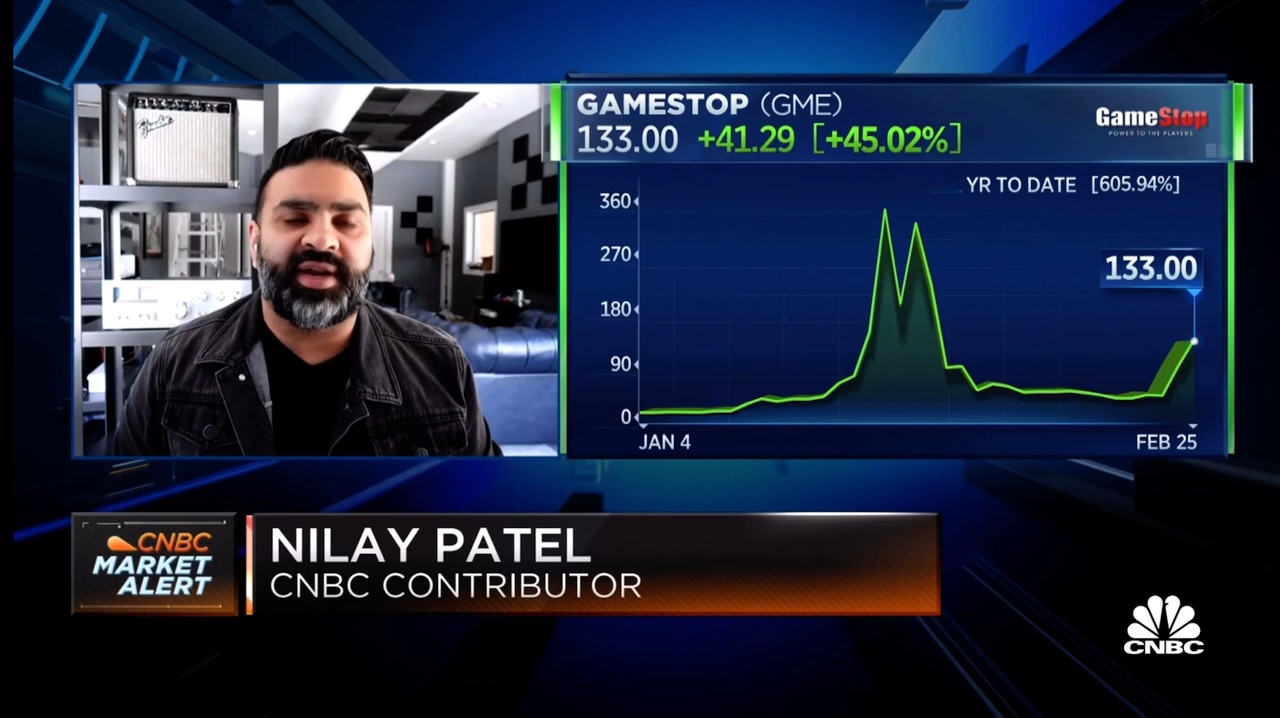 GAMESTOP (GME)
133.00 +41.29 [+45.02%]
GameStop
POWER TO THE PLAYERS
YR TO DATE [605.94%]
360
270
180
90
0
133.00
JAN 4
FEB 25
CNBC
MARKET
ALERT
NILAY PATEL
CNBC CONTRIBUTOR
CNBC